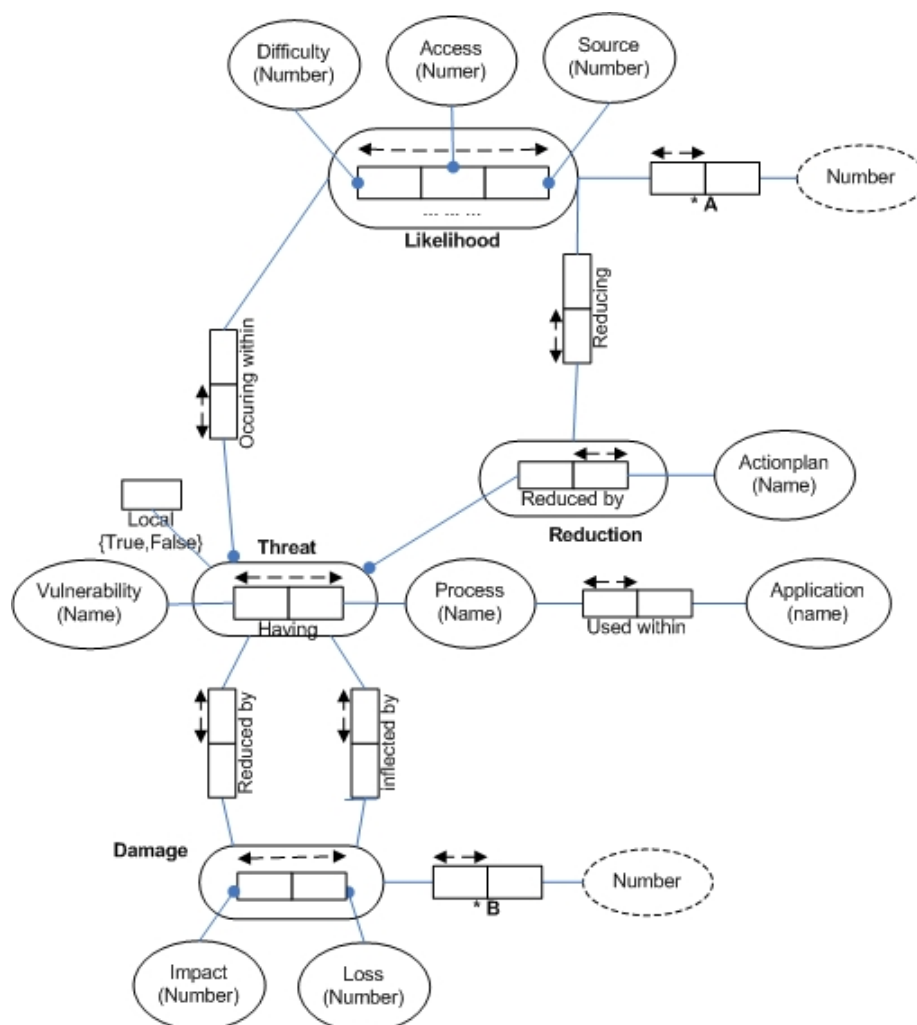 Difficulty
(Number)
Access
(Numer)
Source
(Number)
Number
* A
... ... ...
Likelihood
Reducing
Occuring within
Actionplan
(Name)
Reduced by
Reduction
Local
{True,False}
Threat
Vulnerability
(Name)
Having
Process
(Name)
Used within
Application
(name)
Reduced by
inflected by
Damage
Number
* B
Impact
(Number)
Loss
(Number)